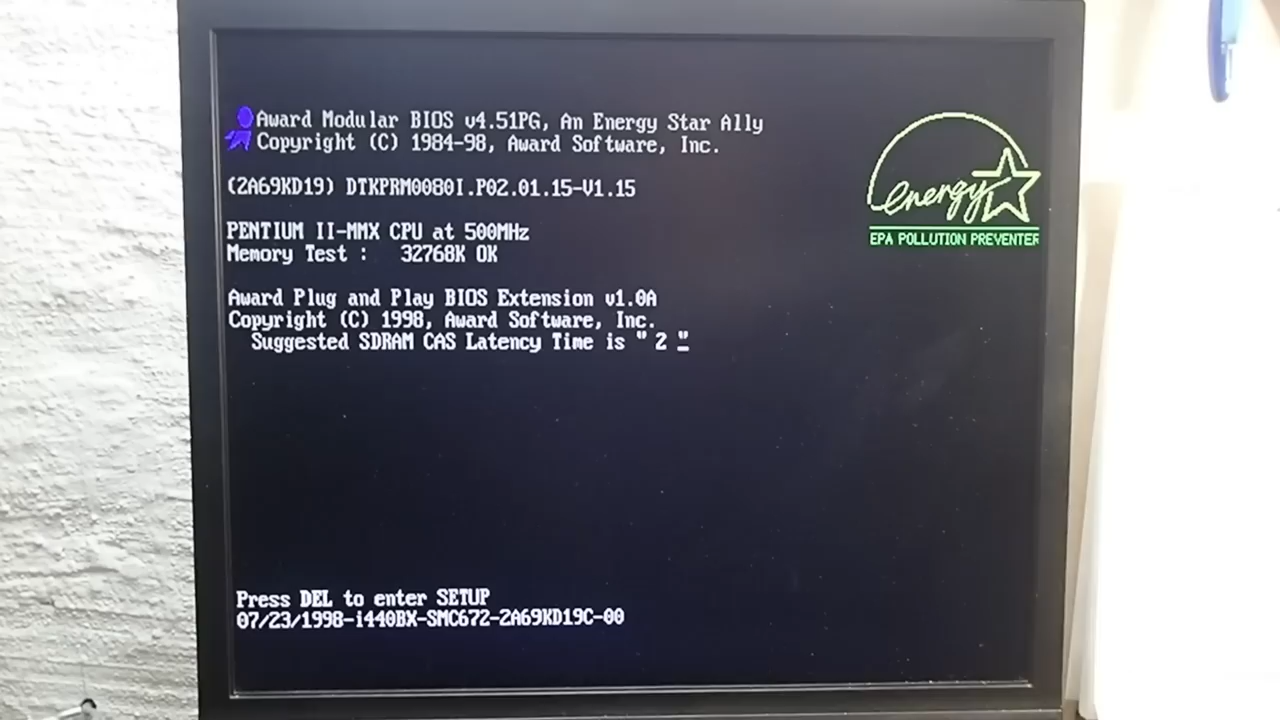 Award Modular BIOS v4.51PG, An Energy Star Ally
Copyright (C) 1984-98, Award Software, Inc.
energy
EPA POLLUTION PREVENTER
(2A69KD19) DTKPRM0080I.P02.01.15-V1.15
PENTIUM II-MMX CPU at 500MHz
Memory Test :   32768K OK
Award Plug and Play BIOS Extension v1.0A
Copyright (C) 1998, Award Software, Inc.
Suggested SDRAM CAS Latency Time is " 2 "
Press DEL to enter SETUP
07/23/1998-i440BX-SMC672-2A69KD19C-00